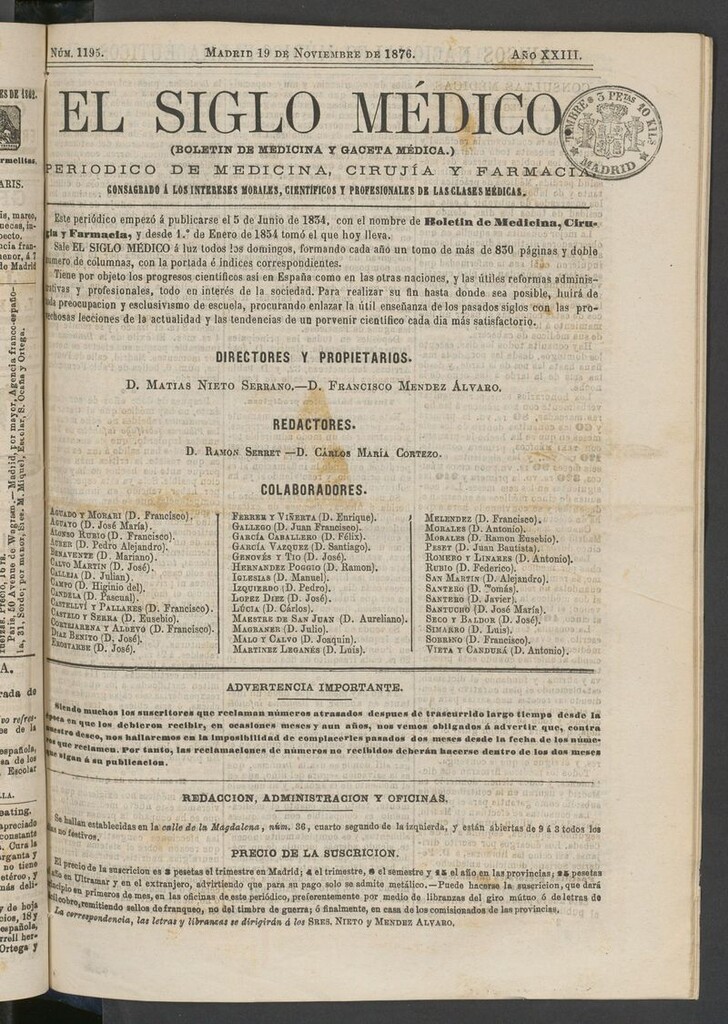 NÚM. 1195. MADRID 19 DE NOVIEMBRE DE 1876. AÑO XXIII.
EL SIGLO MÉDICO
TIMBRE 3 PETAS 10 KILS
MADRID
(BOLETIN DE MEDICINA Y GACETA MÉDICA.)
PERIODICO DE MEDICINA, CIRUJÍA Y FARMACIA
CONSAGRADO Á LOS INTERESES MORALES, CIENTÍFICOS Y PROFESIONALES DE LAS CLASES MÉDICAS.
Este periódico empezó á publicarse el 5 de Junio de 1834, con el nombre de Boletin de Medicina, Ciru-
gía y Farmacia, y desde 1.º de Enero de 1854 tomó el que hoy lleva.
Sale EL SIGLO MÉDICO á luz todos los domingos, formando cada año un tomo de más de 830 páginas y doble
número de columnas, con la portada é índices correspondientes.
Tiene por objeto los progresos científicos así en España como en las otras naciones, y las útiles reformas adminis-
trativas y profesionales, todo en interés de la sociedad. Para realizar su fin hasta donde sea posible, huirá de
toda preocupacion y esclusivismo de escuela, procurando enlazar la útil enseñanza de los pasados siglos con las pro-
vechosas lecciones de la actualidad y las tendencias de un porvenir científico cada dia más satisfactorio.
DIRECTORES Y PROPIETARIOS.
D. MATIAS NIETO SERRANO.—D. FRANCISCO MENDEZ ÁLVARO.
REDACTORES.
D. RAMON SERRET —D. CÁRLOS MARÍA CORTEZO.
COLABORADORES.
AGUADO Y MORARI (D. Francisco).
AGUAYO (D. José María).
ALONSO RUBIO (D. Francisco).
AUBER (D. Pedro Alejandro).
BENAVENTE (D. Mariano).
CALVO MARTIN (D. José).
CALLEJA (D. Julian).
CAMPO (D. Higinio del).
CANDELA (D. Pascual).
CASTELLVÍ Y PALLARES (D. Francisco).
CASTELO Y SERRA (D. Eusebio).
CORTEJARENA Y ALDEVÓ (D. Francisco).
DIAZ BENITO (D. José).
EROSTARBE (D. José).
FERRER Y VIÑERTA (D. Enrique).
GALLEGO (D. Juan Francisco).
GARCÍA CABALLERO (D. Félix).
GARCÍA VAZQUEZ (D. Santiago).
GENOVÉS Y TIO (D. José).
HERNANDEZ POGGIO (D. Ramon).
IGLESIAS (D. Manuel).
IZQUIERDO (D. Pedro).
LOPEZ DIEZ (D. José).
LÚCIA (D. Cárlos).
MAESTRE DE SAN JUAN (D. Aureliano).
MAGRANER (D. Julio).
MALO Y CALVO (D. Joaquin).
MARTINEZ LEGANÉS (D. Luis).
MELENDEZ (D. Francisco).
MORALES (D. Antonio).
MORALES (D. Ramon Eusebio).
PESET (D. Juan Bautista).
ROMERO Y LINARES (D. Antonio).
RUBIO (D. Federico).
SAN MARTIN (D. Alejandro).
SANTERO (D. Tomás).
SANTERO (D. Javier).
SANTUCHO (D. José María).
SECO Y BALDOR (D. José).
SIMARRO (D. Luis).
SOBRINO (D. Francisco).
VIETA Y CANDURÁ (D. Antonio).
ADVERTENCIA IMPORTANTE.
Siendo muchos los suscritores que reclaman números atrasados despues de trascurrido largo tiempo desde la
época en que los debieron recibir, en ocasiones meses y aun años, nos vemos obligados á advertir que, contra
nuestro deseo, nos hallaremos en la imposibilidad de complacerles pasados dos meses desde la fecha de los núme-
ros que reclamen. Por tanto, las reclamaciones de números no recibidos deberán hacerse dentro de los dos meses
que sigan á su publicacion.
REDACCION, ADMINISTRACION Y OFICINAS.
Se hallan establecidas en la calle de la Magdalena, núm. 36, cuarto segundo de la izquierda, y están abiertas de 9 á 3 todos los
dias no festivos.
PRECIO DE LA SUSCRICION.
El precio de la suscricion es 3 pesetas el trimestre en Madrid; 4 el trimestre, 8 el semestre y 15 el año en las provincias; 25 pesetas
año en Ultramar y en el extranjero, advirtiendo que para su pago solo se admite metálico.—Puede hacerse la suscricion, que dará
principio en primeros de mes, en las oficinas de este periódico, preferentemente por medio de libranzas del giro mútuo ó de letras de
fácil cobro, remitiendo sellos de franqueo, no del timbre de guerra; ó finalmente, en casa de los comisionados de las provincias.
La correspondencia, las letras y libranzas se dirigirán á los SRES. NIETO Y MENDEZ ALVARO.